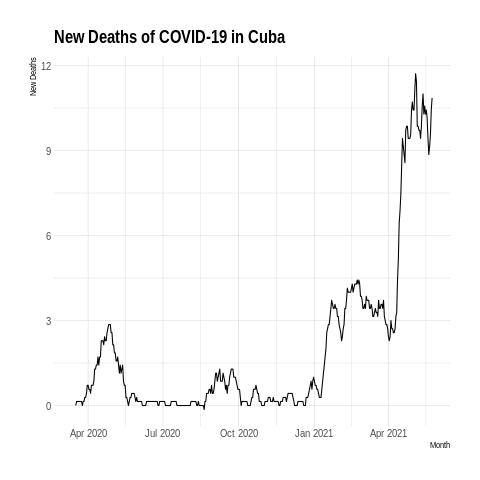 New Deaths of COVID-19 in Cuba
New Deaths
12
9
6
3
0
Apr 2020 Jul 2020 Oct 2020 Jan 2021 Apr 2021
Month